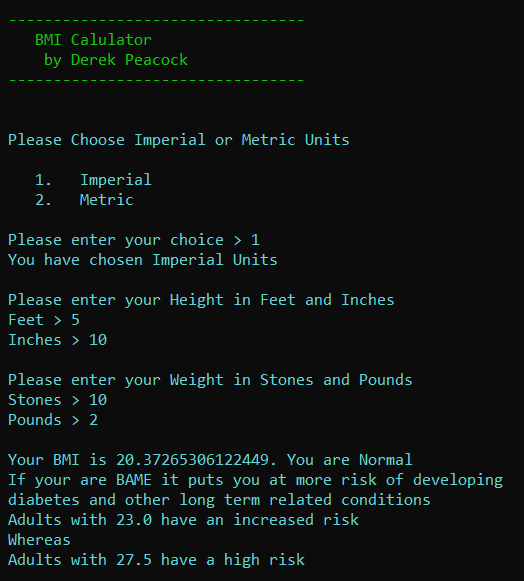 ---------------------------------
BMI Calulator
by Derek Peacock
---------------------------------
Please Choose Imperial or Metric Units
1. Imperial
2. Metric
Please enter your choice > 1
You have chosen Imperial Units
Please enter your Height in Feet and Inches
Feet > 5
Inches > 10
Please enter your Weight in Stones and Pounds
Stones > 10
Pounds > 2
Your BMI is 20.37265306122449. You are Normal
If your are BAME it puts you at more risk of developing
diabetes and other long term related conditions
Adults with 23.0 have an increased risk
Whereas
Adults with 27.5 have a high risk